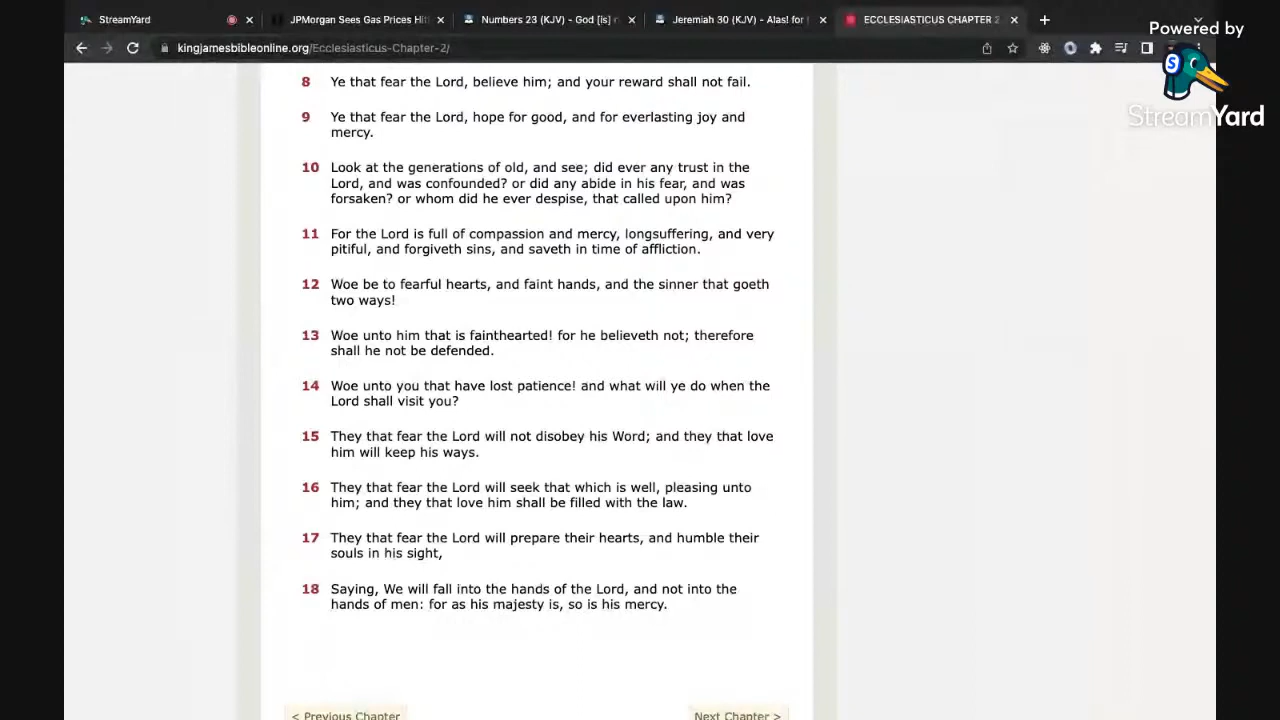 StreamYard
JPMorgan Sees Gas Prices Hit
Numbers 23 (KJV) - God [is] n
Jeremiah 30 (KJV) - Alas! for
ECCLESIASTICUS CHAPTER 2
kingjamesbibleonline.org/Ecclesiasticus-Chapter-2/
Powered by
S
StreamYard
8 Ye that fear the Lord, believe him; and your reward shall not fail.
9 Ye that fear the Lord, hope for good, and for everlasting joy and
mercy.
10 Look at the generations of old, and see; did ever any trust in the
Lord, and was confounded? or did any abide in his fear, and was
forsaken? or whom did he ever despise, that called upon him?
11 For the Lord is full of compassion and mercy, longsuffering, and very
pitiful, and forgiveth sins, and saveth in time of affliction.
12 Woe be to fearful hearts, and faint hands, and the sinner that goeth
two ways!
13 Woe unto him that is fainthearted! for he believeth not; therefore
shall he not be defended.
14 Woe unto you that have lost patience! and what will ye do when the
Lord shall visit you?
15 They that fear the Lord will not disobey his Word; and they that love
him will keep his ways.
16 They that fear the Lord will seek that which is well, pleasing unto
him; and they that love him shall be filled with the law.
17 They that fear the Lord will prepare their hearts, and humble their
souls in his sight,
18 Saying, We will fall into the hands of the Lord, and not into the
hands of men: for as his majesty is, so is his mercy.
< Previous Chapter
Next Chapter >